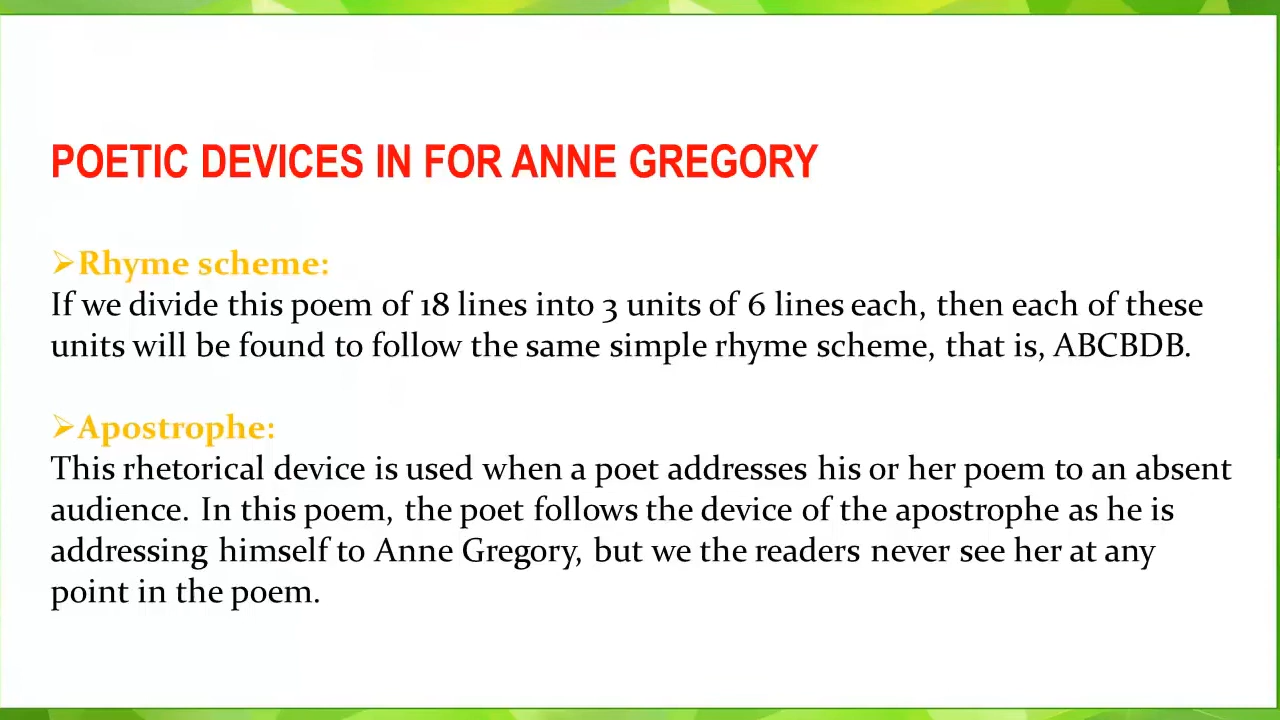 POETIC DEVICES IN FOR ANNE GREGORY
➢Rhyme scheme:
If we divide this poem of 18 lines into 3 units of 6 lines each, then each of these
units will be found to follow the same simple rhyme scheme, that is, ABCBDB.
➢Apostrophe:
This rhetorical device is used when a poet addresses his or her poem to an absent
audience. In this poem, the poet follows the device of the apostrophe as he is
addressing himself to Anne Gregory, but we the readers never see her at any
point in the poem.